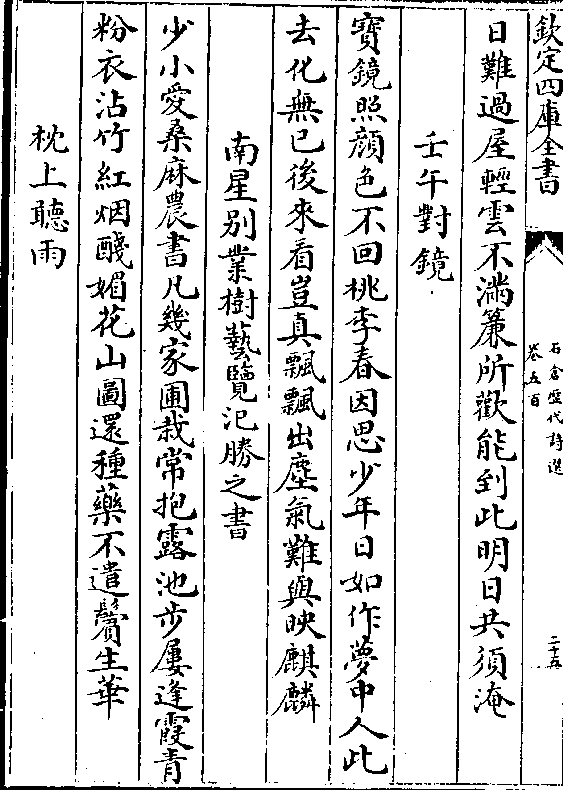 欽定四庫全書
石倉歷代詩選
卷五百
二十五
日難過屋輕雲不滿簾所歡能到此明日共須淹
壬午對鏡
寶鏡照顔色不回桃李春因思少年日如作夢中人此
去化無已後來看豈真飄飄出塵氣難與映麒麟
南星别業樹藝覽氾勝之書
少小愛桑麻農書凡幾家圃栽常抱露池步屢逢霞青
粉衣沾竹紅烟醆媚花山圖還種藥不遣鬢生華
枕上聽雨